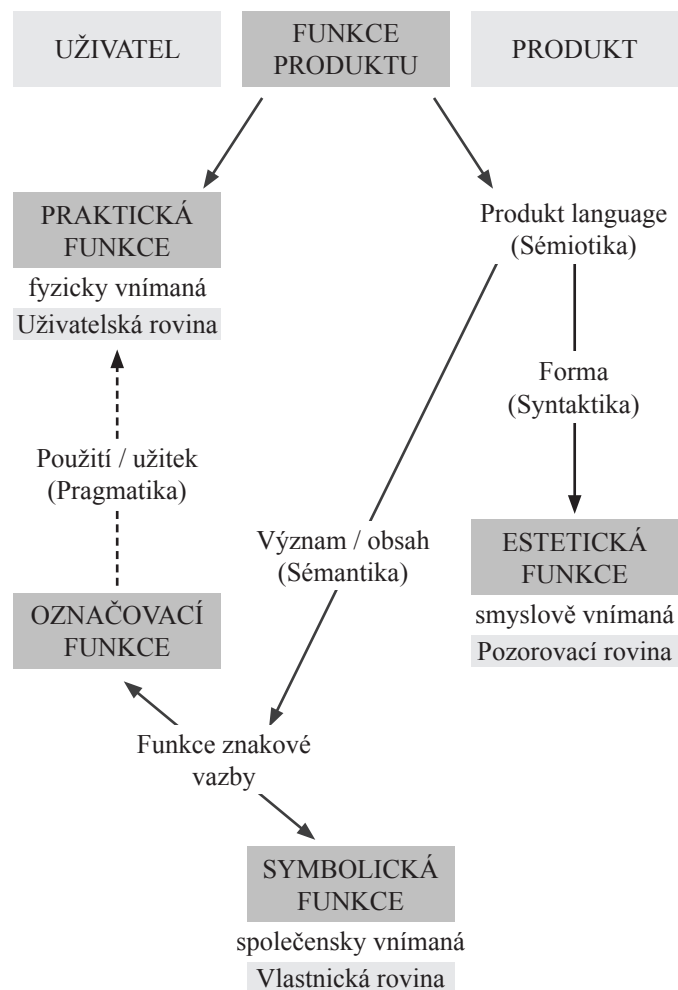 UŽIVATEL
FUNKCE
PRODUKTU
PRODUKT
PRAKTICKÁ
FUNKCE
fyzicky vnímaná
Uživatelská rovina
Produkt language
(Sémiotika)
Forma
(Syntaktika)
Použití / užitek
(Pragmatika)
Význam / obsah
(Sémantika)
ESTETICKÁ
FUNKCE
smyslově vnímaná
Pozorovací rovina
OZNAČOVACÍ
FUNKCE
Funkce znakové
vazby
SYMBOLICKÁ
FUNKCE
společensky vnímaná
Vlastnická rovina